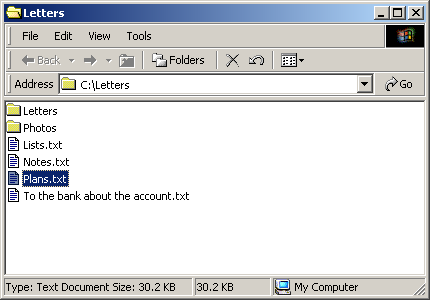 Letters
File Edit View Tools
Back Folders
Address C:\Letters Go
Letters
Photos
Lists.txt
Notes.txt
Plans.txt
To the bank about the account.txt
Type: Text Document Size: 30.2 KB 30.2 KB My Computer